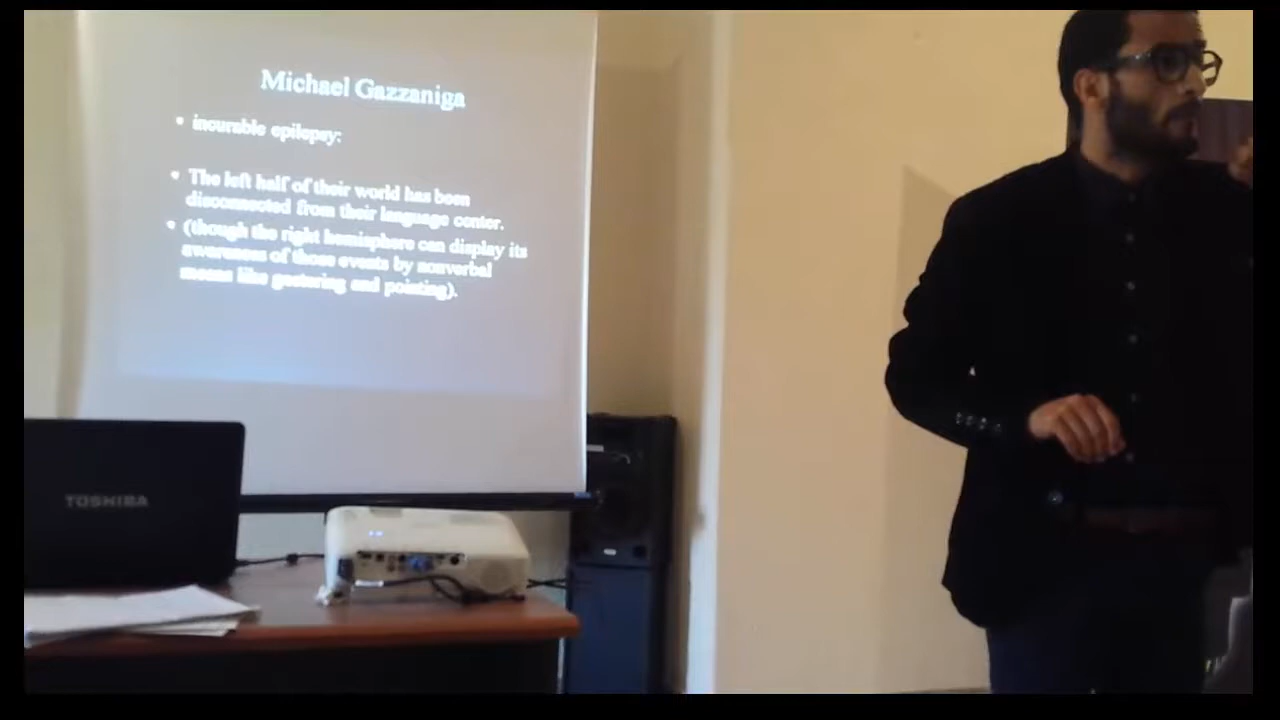 Michael Gazzaniga
• incurable epilepsy;
• The left half of their world has been
disconnected from their language center.
• (though the right hemisphere can display its
awareness of those events by nonverbal
means like gesturing and pointing).
TOSHIBA